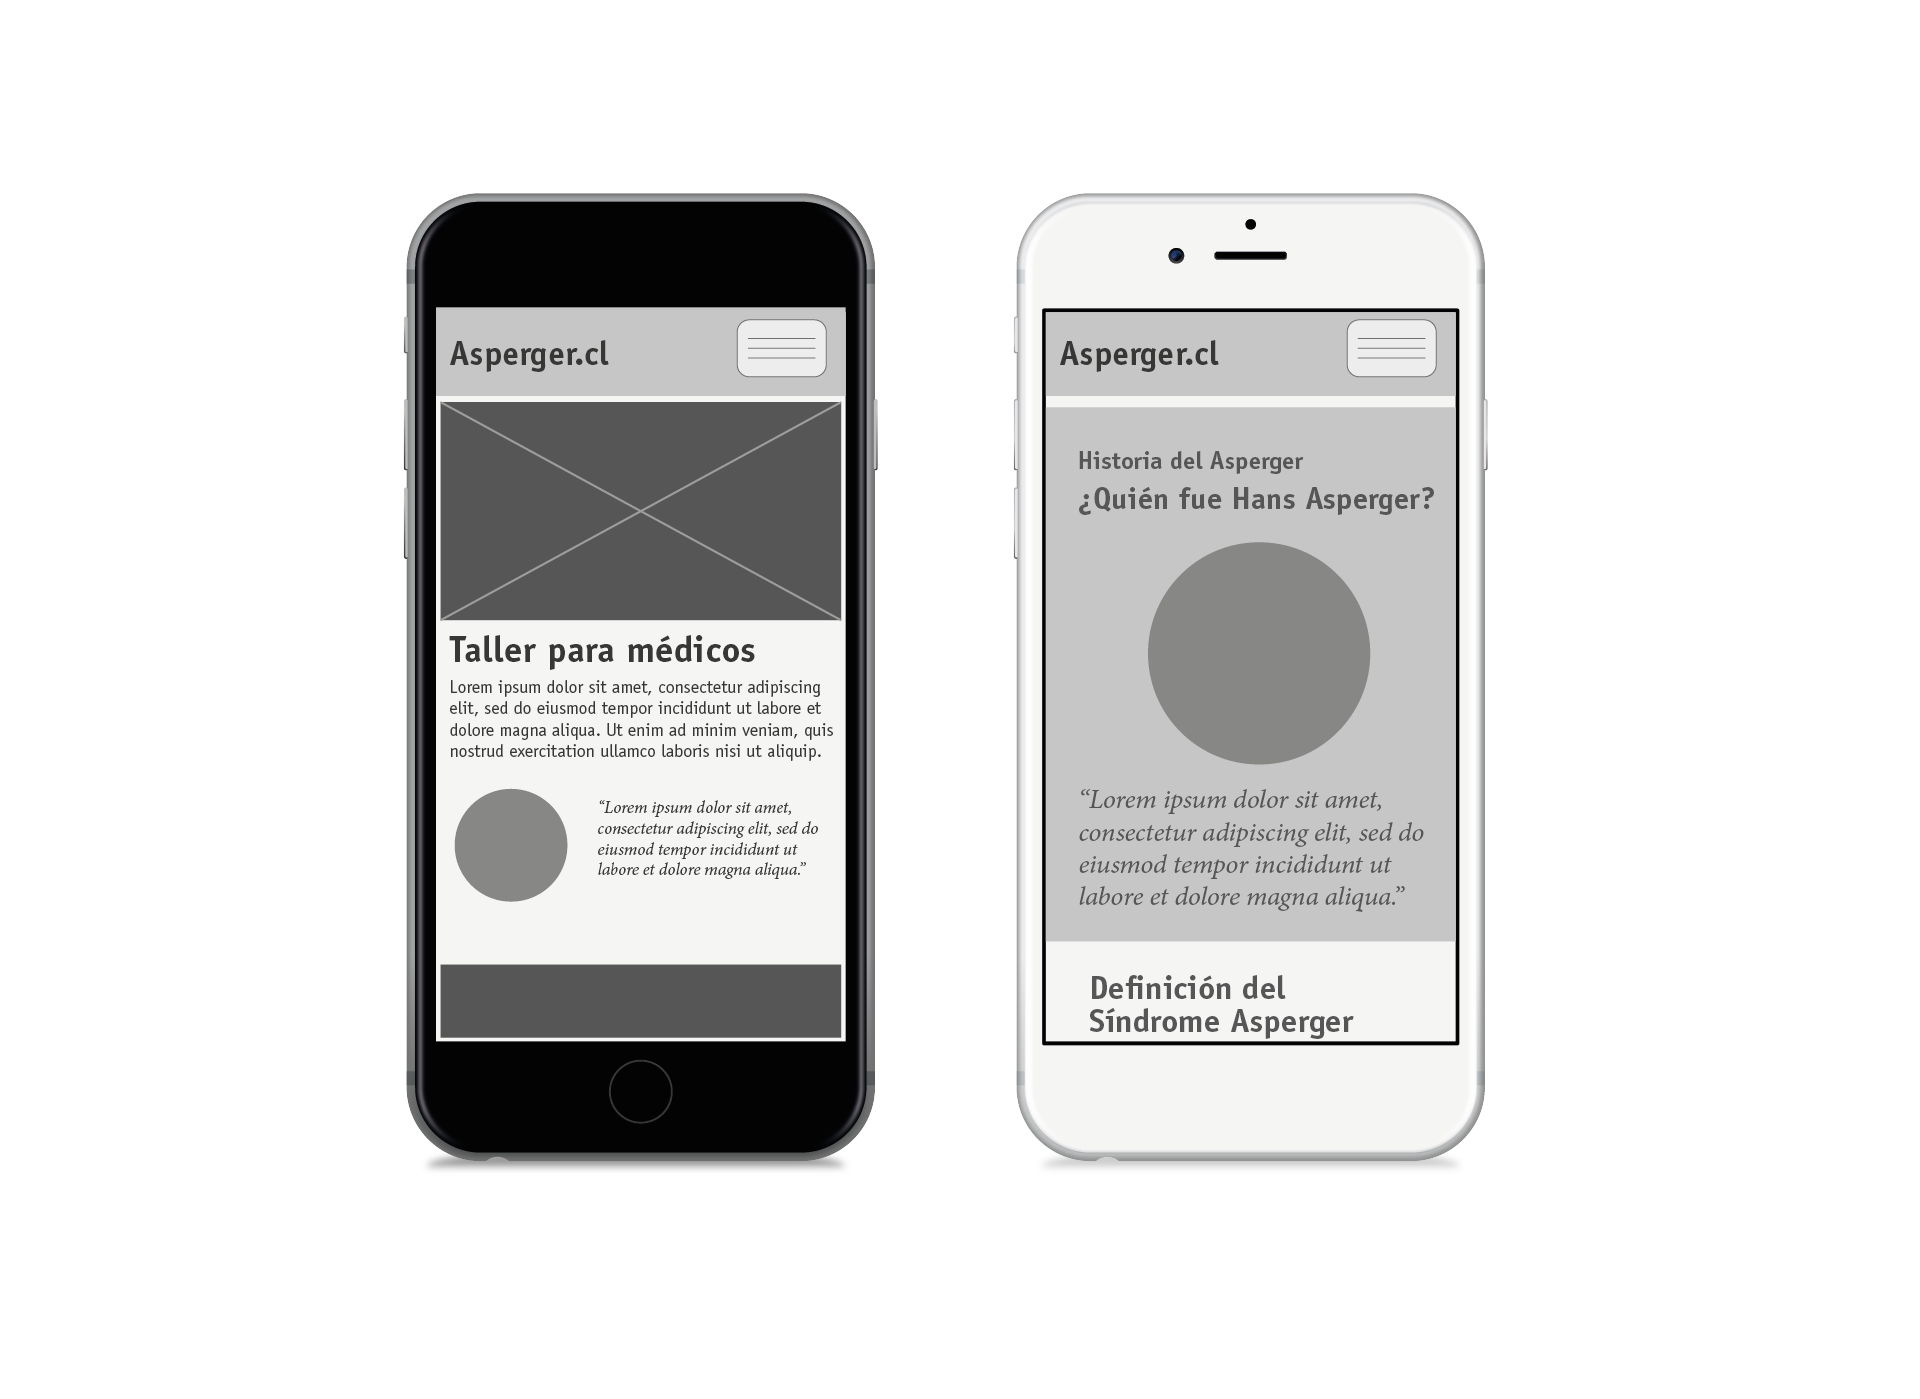 Asperger.cl
Taller para médicos
Lorem ipsum dolor sit amet, consectetur adipiscing
elit, sed do eiusmod tempor incididunt ut labore et
dolore magna aliqua. Ut enim ad minim veniam, quis
nostrud exercitation ullamco laboris nisi ut aliquip.
“Lorem ipsum dolor sit amet,
consectetur adipiscing elit, sed do
eiusmod tempor incididunt ut
labore et dolore magna aliqua.”
Asperger.cl
Historia del Asperger
¿Quién fue Hans Asperger?
“Lorem ipsum dolor sit amet,
consectetur adipiscing elit, sed do
eiusmod tempor incididunt ut
labore et dolore magna aliqua.”
Definición del
Síndrome Asperger